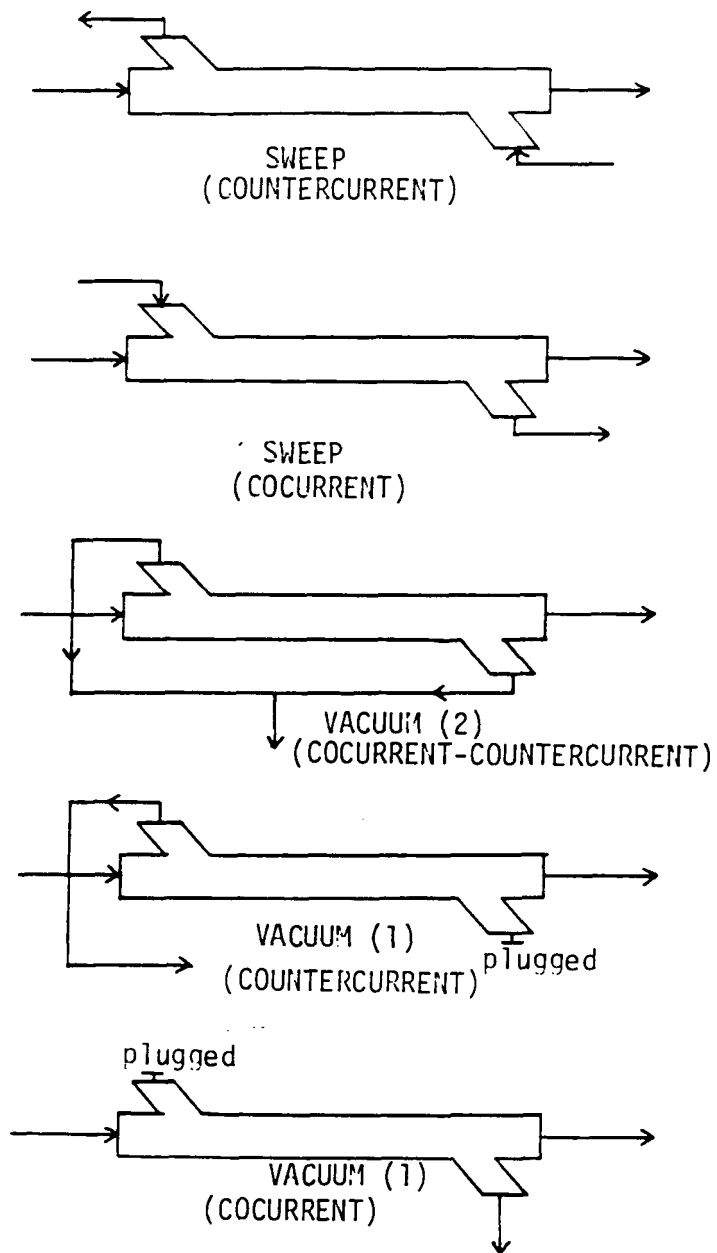 SWEEP
(COUNTERCURRENT)
SWEEP
(COCURRENT)
VACUUM (2)
(COCURRENT-COUNTERCURRENT)
VACUUM (1)
plugged
(COUNTERCURRENT)
plugged
VACUUM (1)
(COCURRENT)